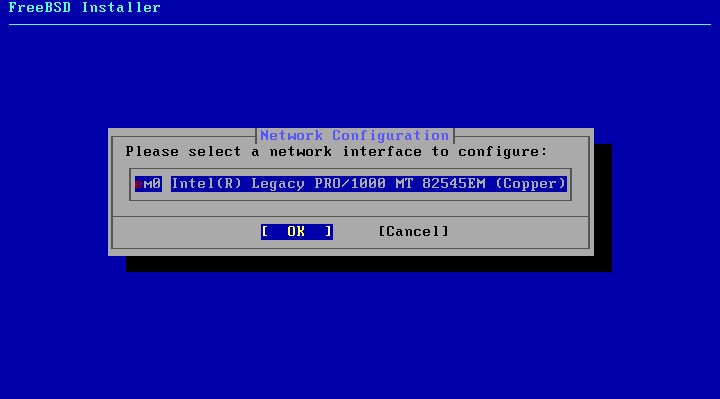 FreeBSD Installer
Network Configuration
Please select a network interface to configure:
em0 Intel(R) Legacy PRO/1000 MT 82545EM (Copper)
[ OK ] [Cancel]